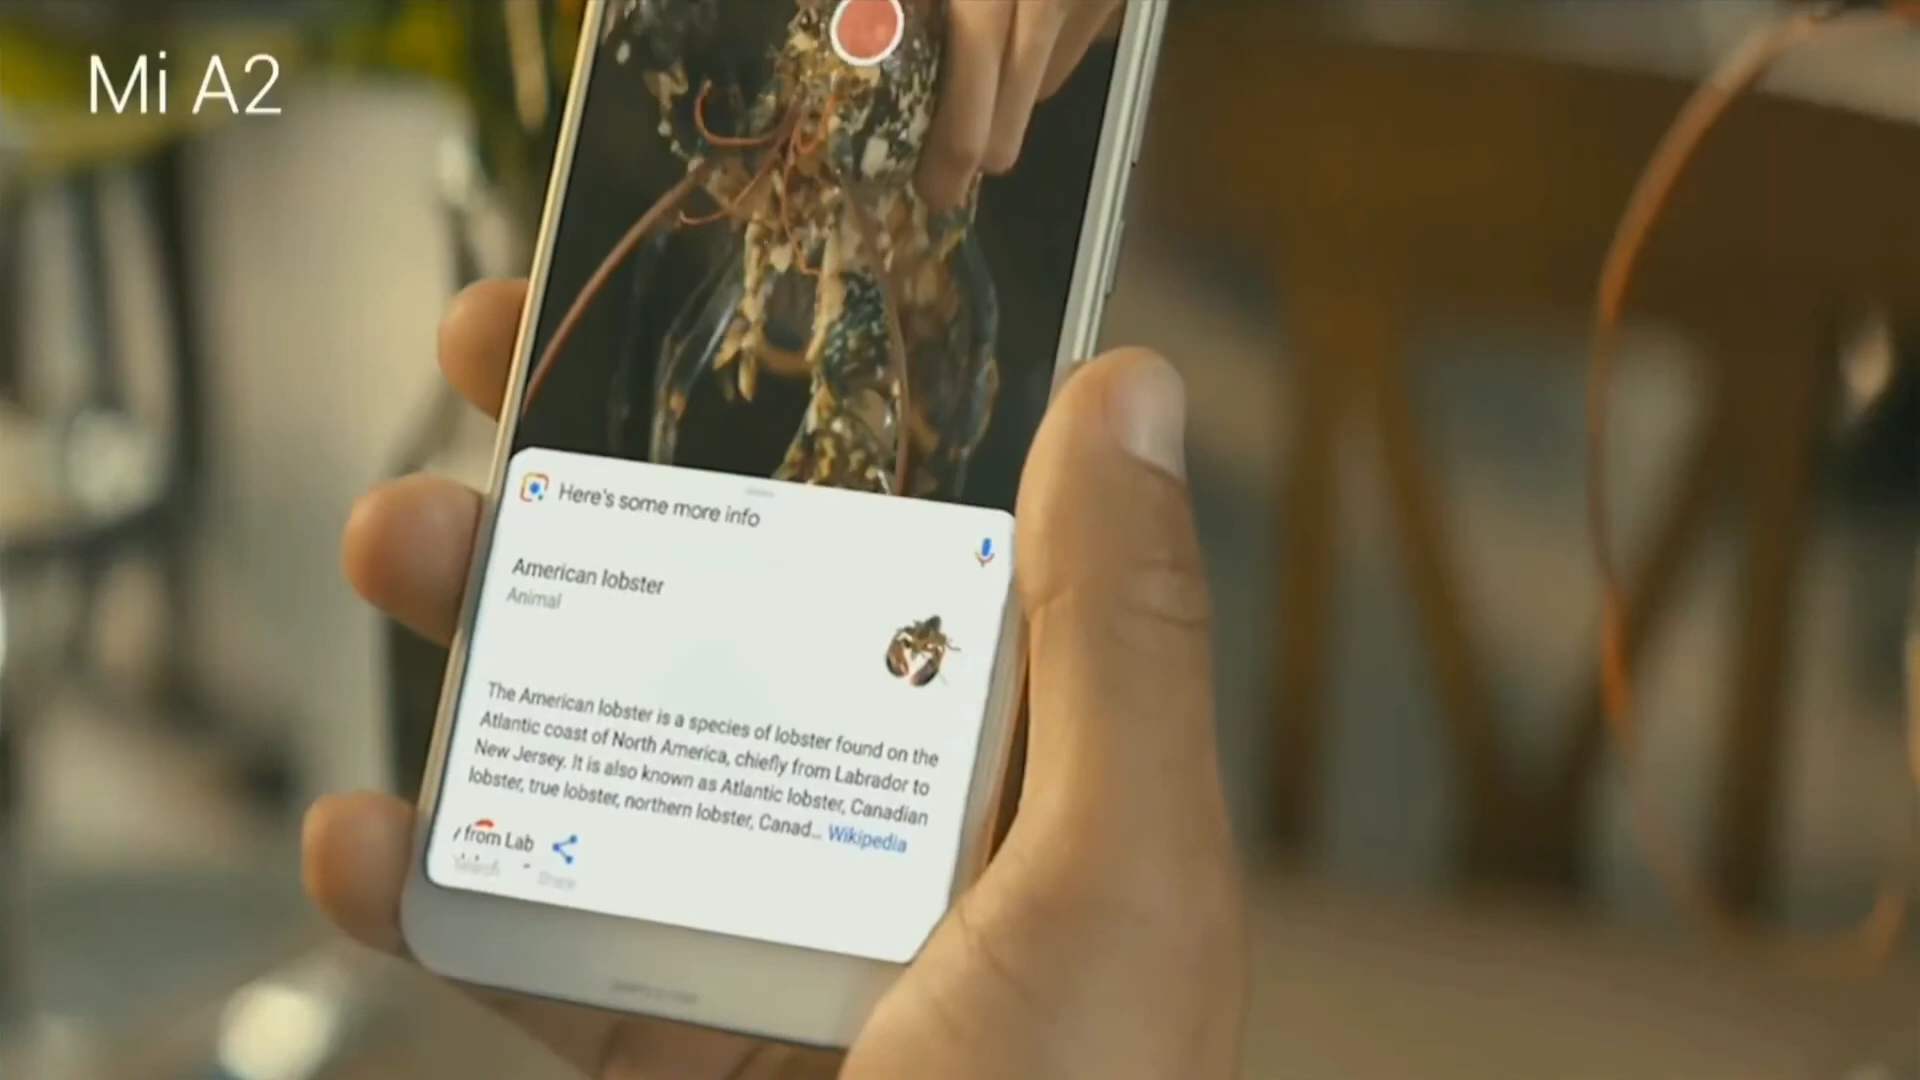 Mi A2
Here's some more info
American lobster
Animal
The American lobster is a species of lobster found on the
Atlantic coast of North America, chiefly from Labrador to
New Jersey. It is also known as Atlantic lobster, Canadian
lobster, true lobster, northern lobster, Canad... Wikipedia
from Lab
Search
Share